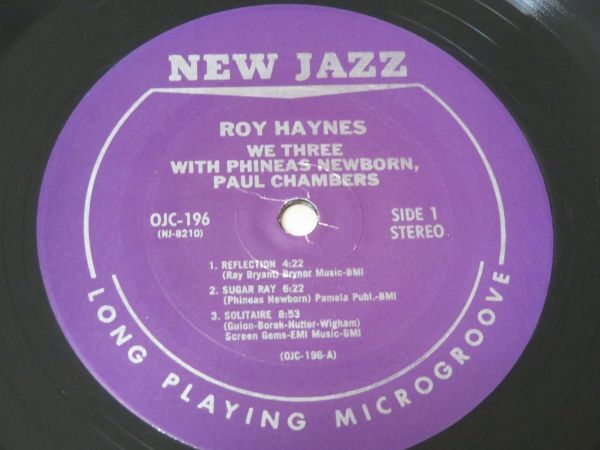 NEW JAZZ
ROY HAYNES
WE THREE
WITH PHINEAS NEWBORN,
PAUL CHAMBERS
OJC-196
(NJ-8210)
SIDE 1
STEREO
1. REFLECTION 4:22
(Ray Bryant) Brynor Music-BMI
2. SUGAR RAY 6:22
(Phineas Newborn) Pamela Publ.-BMI
3. SOLITAIRE 8:53
(Guion-Borek-Nutter-Wigham)
Screen Gems-EMI Music-BMI
(OJC-196-A)
LONG PLAYING MICROGROOVE